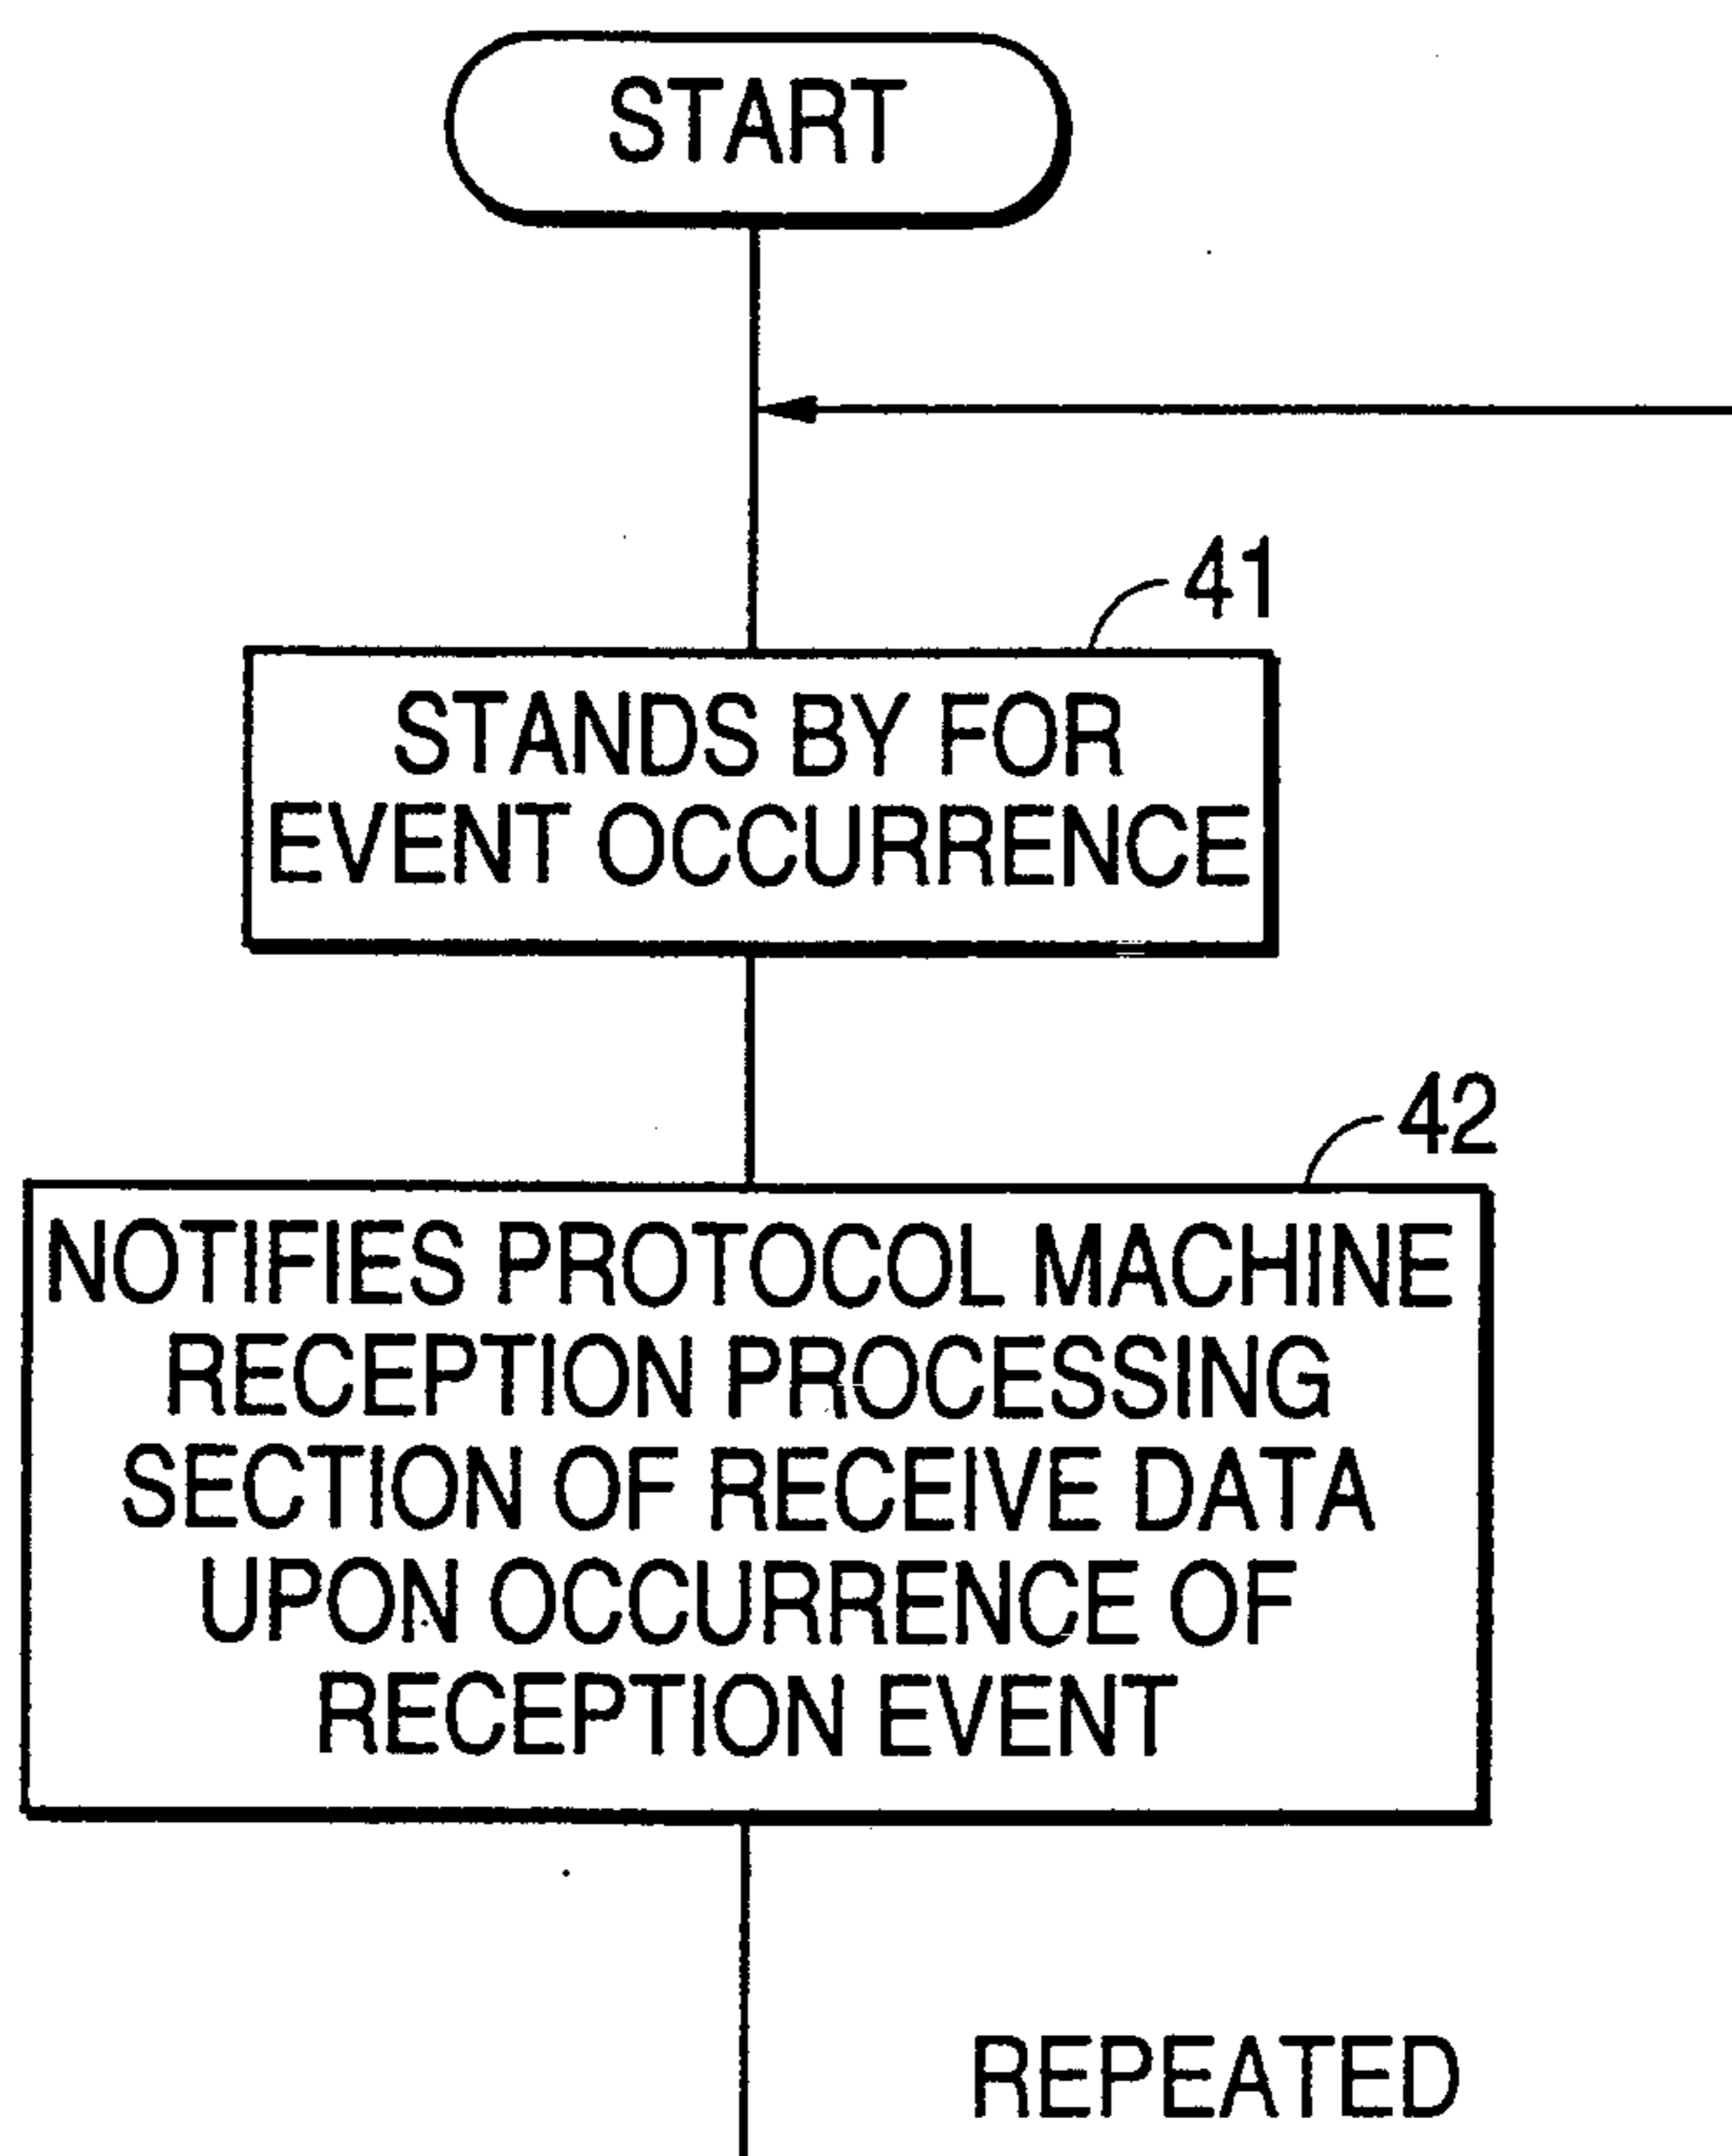 START
41
STANDS BY FOR
EVENT OCCURRENCE
42
NOTIFIES PROTOCOL MACHINE
RECEPTION PROCESSING
SECTION OF RECEIVE DATA
UPON OCCURRENCE OF
RECEPTION EVENT
REPEATED